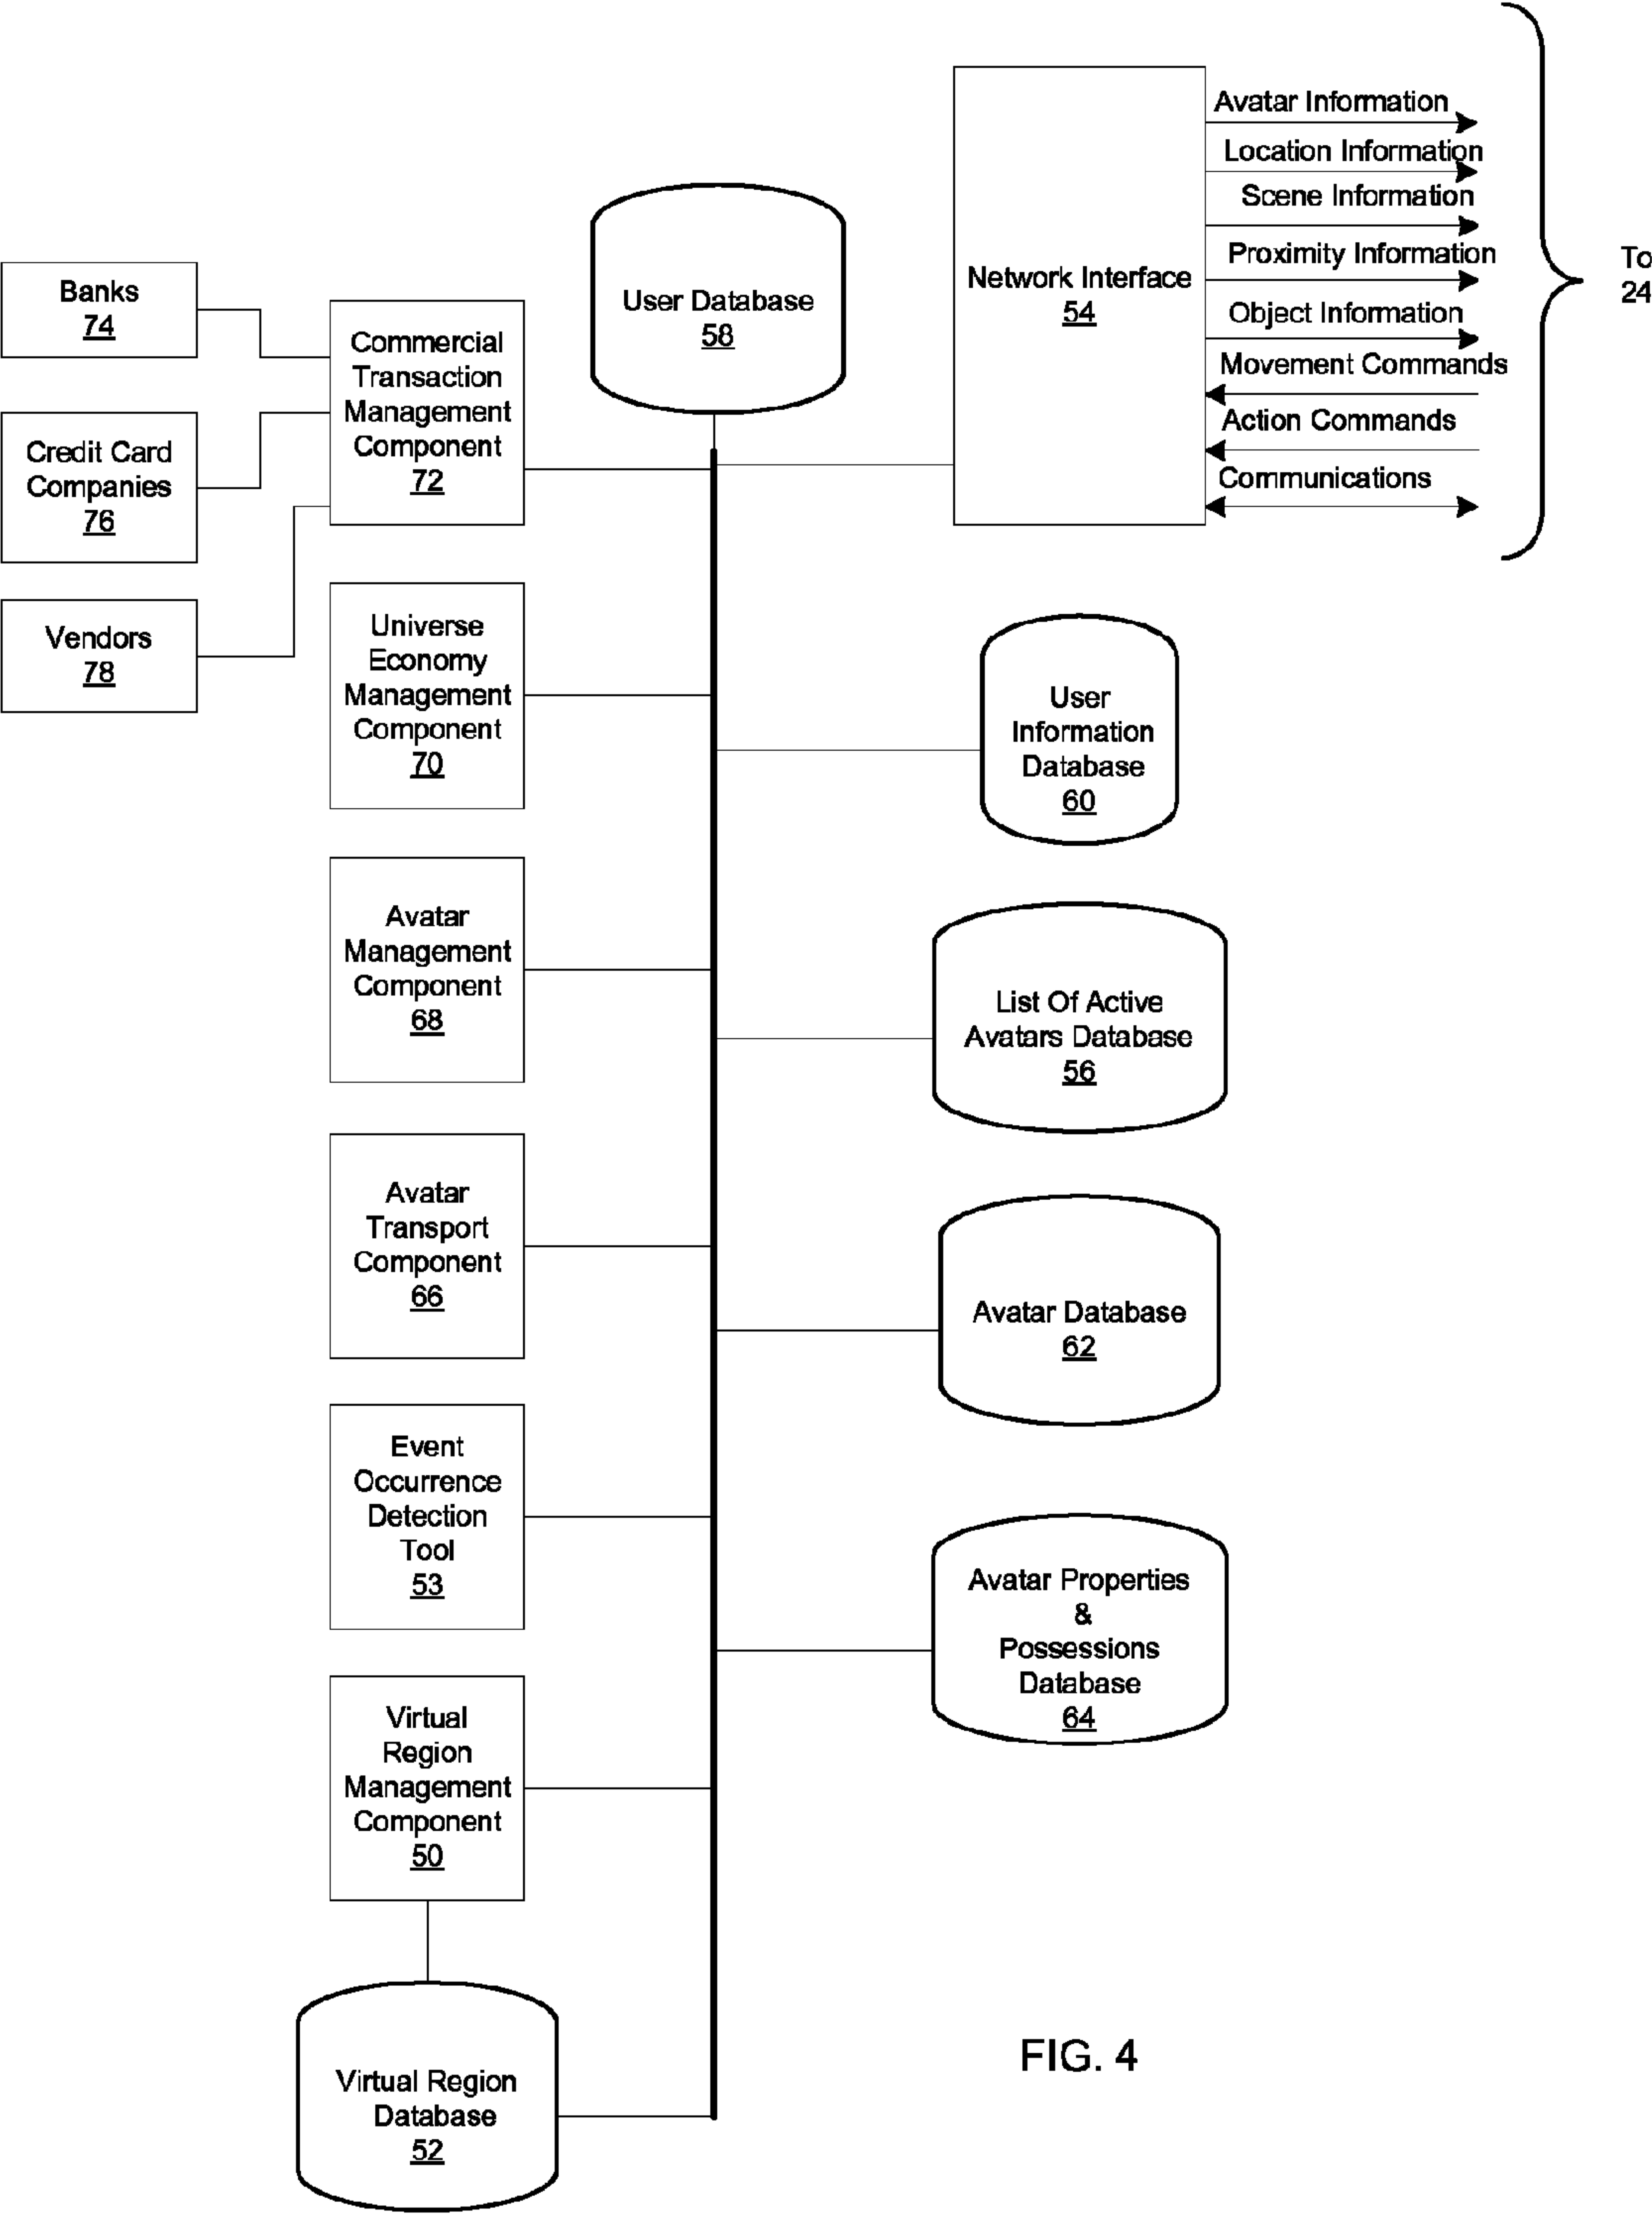 Avatar Information
Location Information
Scene Information
Proximity Information
Object Information
Movement Commands
Action Commands
Communications
To
24
Network Interface
54
User Database
58
Banks
74
Credit Card
Companies
76
Vendors
78
Commercial
Transaction
Management
Component
72
Universe
Economy
Management
Component
70
User
Information
Database
60
Avatar
Management
Component
68
List Of Active
Avatars Database
56
Avatar
Transport
Component
66
Avatar Database
62
Event
Occurrence
Detection
Tool
53
Avatar Properties
&
Possessions
Database
64
Virtual
Region
Management
Component
50
Virtual Region
Database
52
FIG. 4